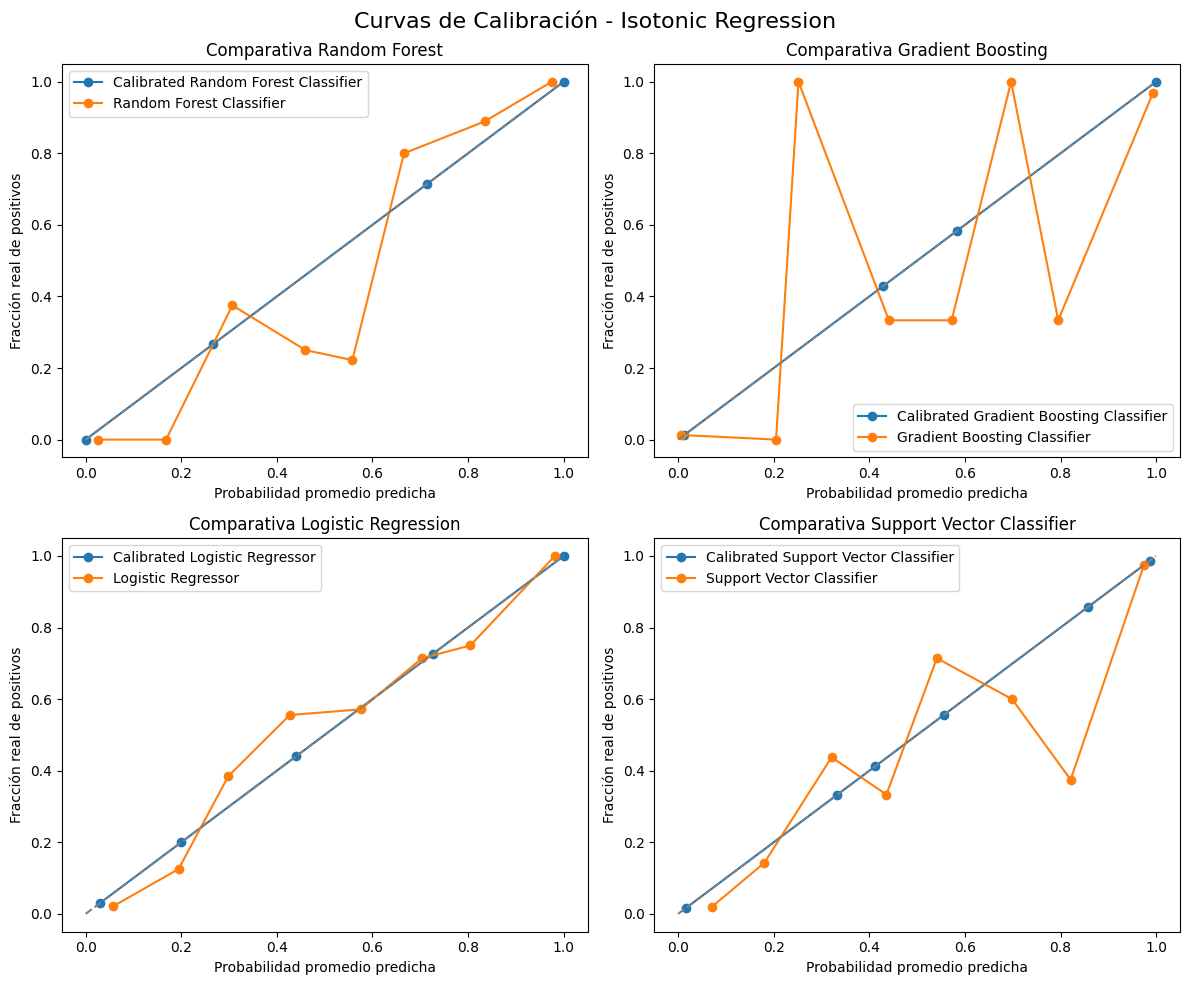 Curvas de Calibración - Isotonic Regression
Comparativa Random Forest
Calibrated Random Forest Classifier
Random Forest Classifier
1.0
0.8
0.6
0.4
0.2
0.0
Fracción real de positivos
0.0 0.2 0.4 0.6 0.8 1.0
Probabilidad promedio predicha
Comparativa Gradient Boosting
1.0
0.8
0.6
0.4
0.2
0.0
Fracción real de positivos
Calibrated Gradient Boosting Classifier
Gradient Boosting Classifier
0.0 0.2 0.4 0.6 0.8 1.0
Probabilidad promedio predicha
Comparativa Logistic Regression
Calibrated Logistic Regressor
Logistic Regressor
1.0
0.8
0.6
0.4
0.2
0.0
Fracción real de positivos
0.0 0.2 0.4 0.6 0.8 1.0
Probabilidad promedio predicha
Comparativa Support Vector Classifier
Calibrated Support Vector Classifier
Support Vector Classifier
1.0
0.8
0.6
0.4
0.2
0.0
Fracción real de positivos
0.0 0.2 0.4 0.6 0.8 1.0
Probabilidad promedio predicha